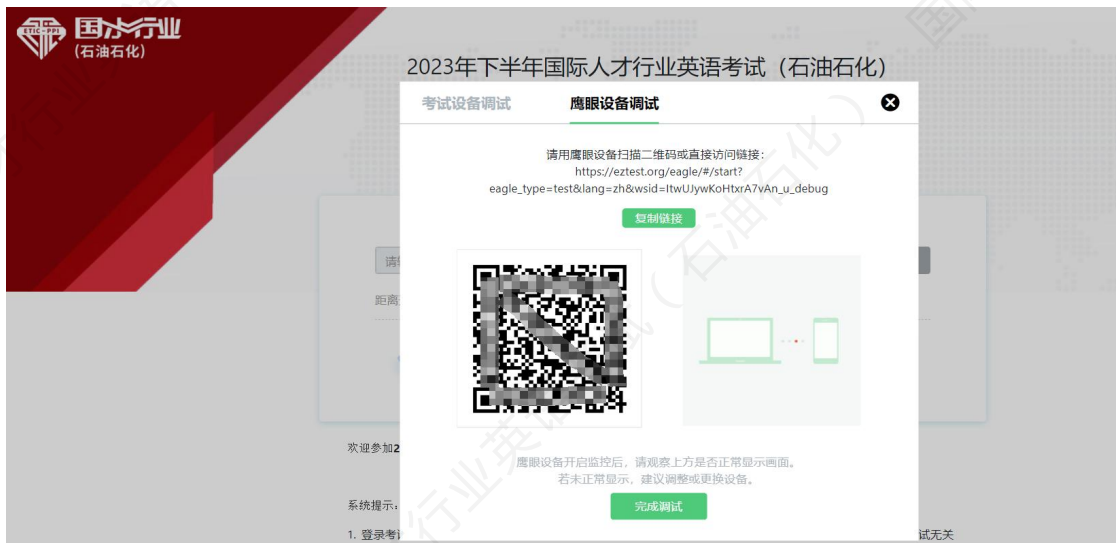 ETIC-PPI
(石油石化)
2023年下半年国际人才行业英语考试（石油石化）
考试设备调试 鹰眼设备调试
请用鹰眼设备扫描二维码或直接访问链接：
https://eztest.org/eagle/#/start?
eagle_type=test&lang=zh&wsid=ItwUJywKoHtxrA7vAn_u_debug
复制链接
距离
鹰眼设备开启监控后，请观察上方是否正常显示画面。
若未正常显示，建议调整或更换设备。
完成调试
欢迎参加2
系统提示：
1. 登录考 试无关